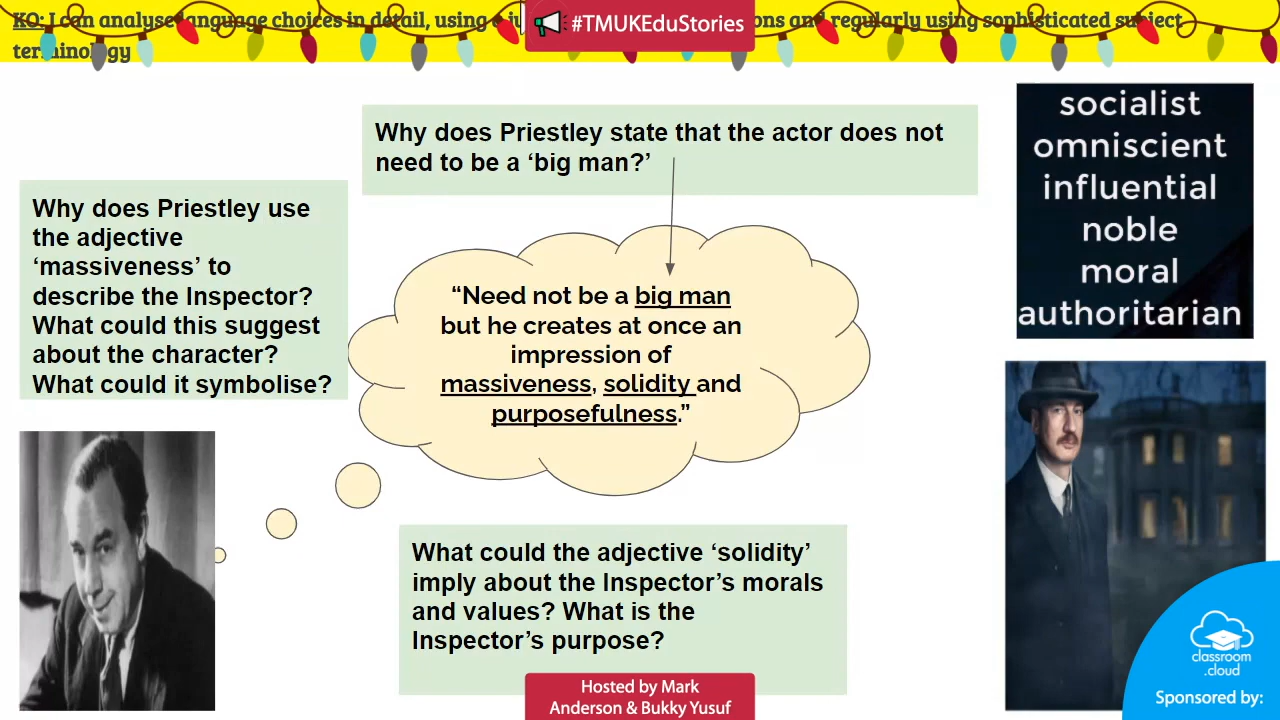 KO: I can analyse language choices in detail, using a and regularly using sophisticated subject
terminology
#TMUKEduStories
Why does Priestley state that the actor does not
need to be a ‘big man?’
socialist
omniscient
influential
noble
moral
authoritarian
Why does Priestley use
the adjective
‘massiveness’ to
describe the Inspector?
What could this suggest
about the character?
What could it symbolise?
“Need not be a big man
but he creates at once an
impression of
massiveness, solidity and
purposefulness.”
What could the adjective ‘solidity’
imply about the Inspector’s morals
and values? What is the
Inspector’s purpose?
Hosted by Mark
Anderson & Bukky Yusuf
classroom
.cloud
Sponsored by: